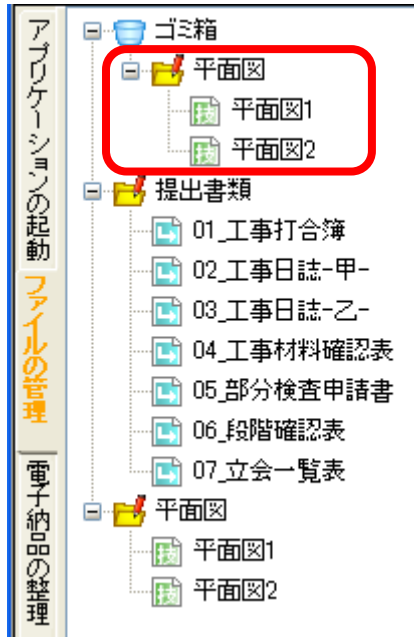 アプリケーションの起動
ファイルの管理
電子納品の整理
ゴミ箱
平面図
技 平面図1
技 平面図2
提出書類
01_工事打合簿
02_工事日誌-甲-
03_工事日誌-乙-
04_工事材料確認表
05_部分検査申請書
06_段階確認表
07_立会一覧表
平面図
技 平面図1
技 平面図2